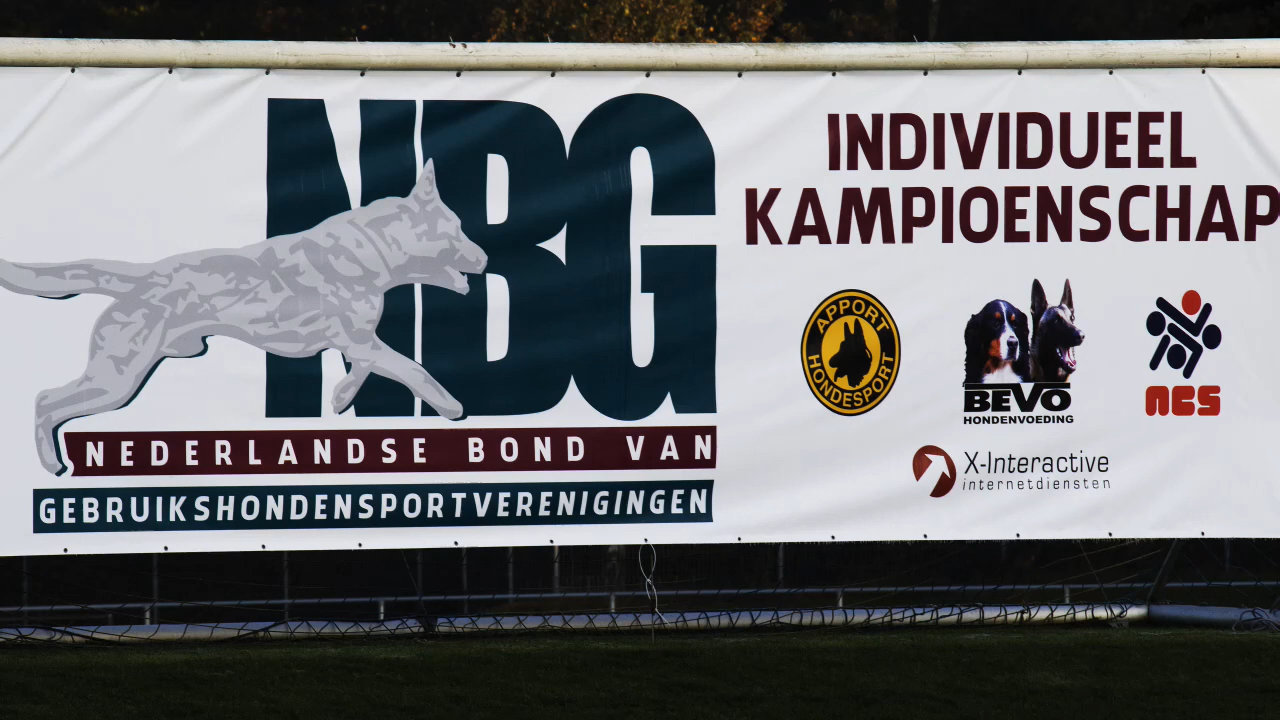 NBG
NEDERLANDSE BOND VAN
GEBRUIKSHONDENSPORTVERENIGINGEN
INDIVIDUEEL
KAMPIOENSCHAP
APPORT
HONDESPORT
BEVO
HONDENVOEDING
ncs
X-Interactive
internetdiensten